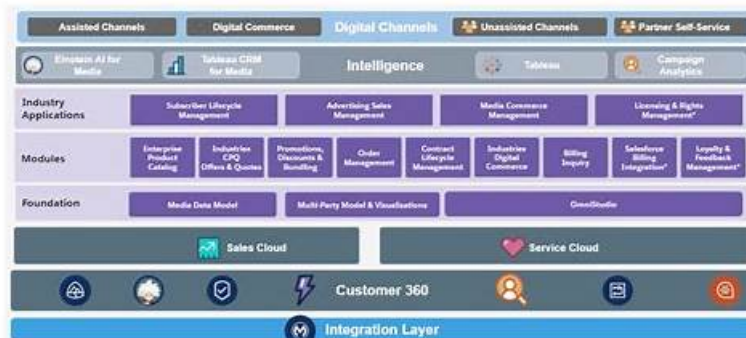 Assisted Channels
Digital Commerce
Digital Channels
Unassisted Channels
Partner Self-Service
Einstein AI for
Media
Tableau CRM
for Media
Intelligence
Tableau
Campaign
Analytics
Industry
Applications
Subscriber Lifecycle
Management
Advertising Sales
Management
Media Commerce
Management
Licensing & Rights
Management*
Modules
Enterprise
Product
Catalog
Industries
CPQ
Offers & Quotes
Promotions,
Discounts &
Bundling
Order
Management
Contract
Lifecycle
Management
Industries
Digital
Commerce
Billing
Inquiry
Salesforce
Billing
Integration*
Loyalty &
Feedback
Management*
Foundation
Media Data Model
Multi-Party Model & Visualizations
OmniStudio
Sales Cloud
Service Cloud
Customer 360
Integration Layer